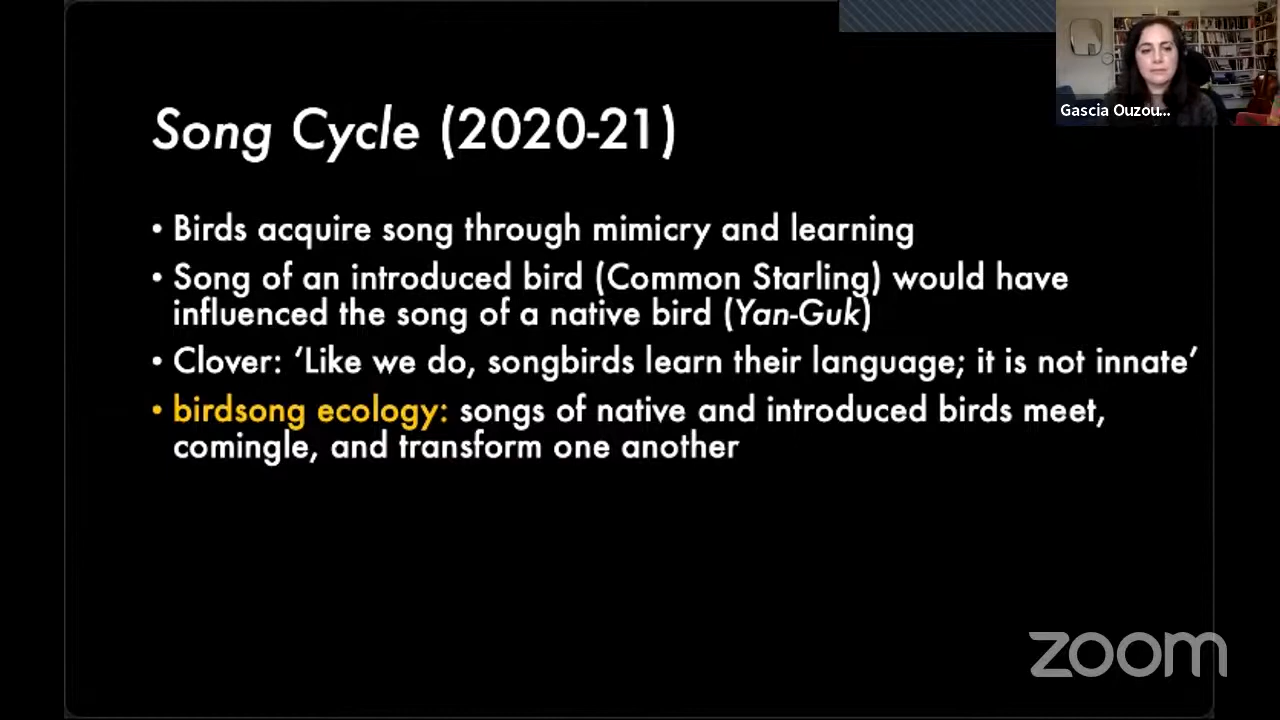 Song Cycle (2020-21)
• Birds acquire song through mimicry and learning
• Song of an introduced bird (Common Starling) would have
influenced the song of a native bird (Yan-Guk)
• Clover: ‘Like we do, songbirds learn their language; it is not innate’
• birdsong ecology: songs of native and introduced birds meet,
comingle, and transform one another
Gascia Ouzou...
zoom